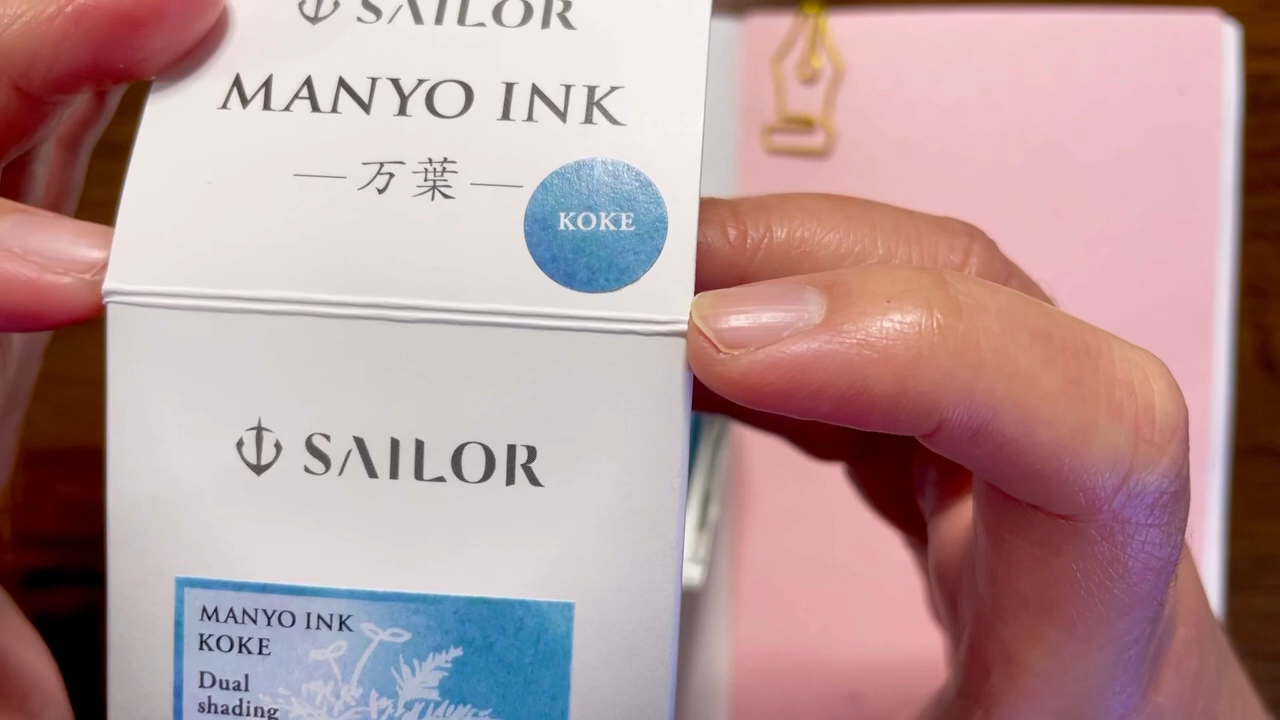 SAILOR
MANYO INK
万葉
KOKE
SAILOR
MANYO INK
KOKE
Dual
shading